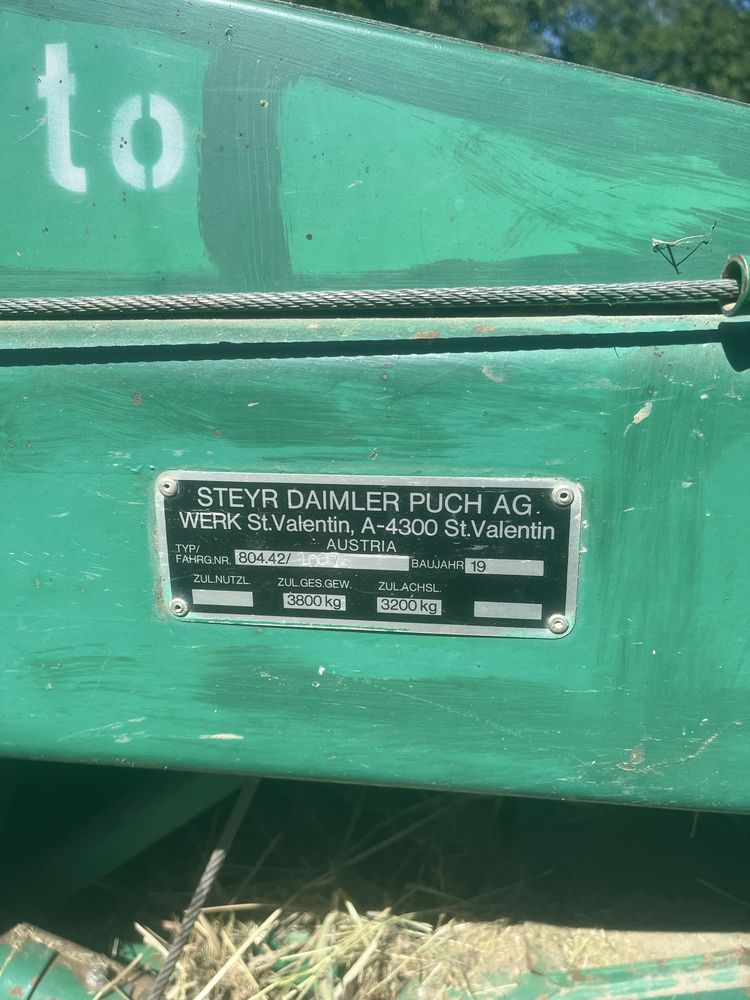 to
STEYR DAIMLER PUCH AG.
WERK St.Valentin, A-4300 St.Valentin
AUSTRIA
TYP/
FAHRG.NR. 804.42/ BAUJAHR 19
ZUL.NUTZL. ZUL.GES.GEW. ZUL.ACHSL.
3800 kg 3200 kg